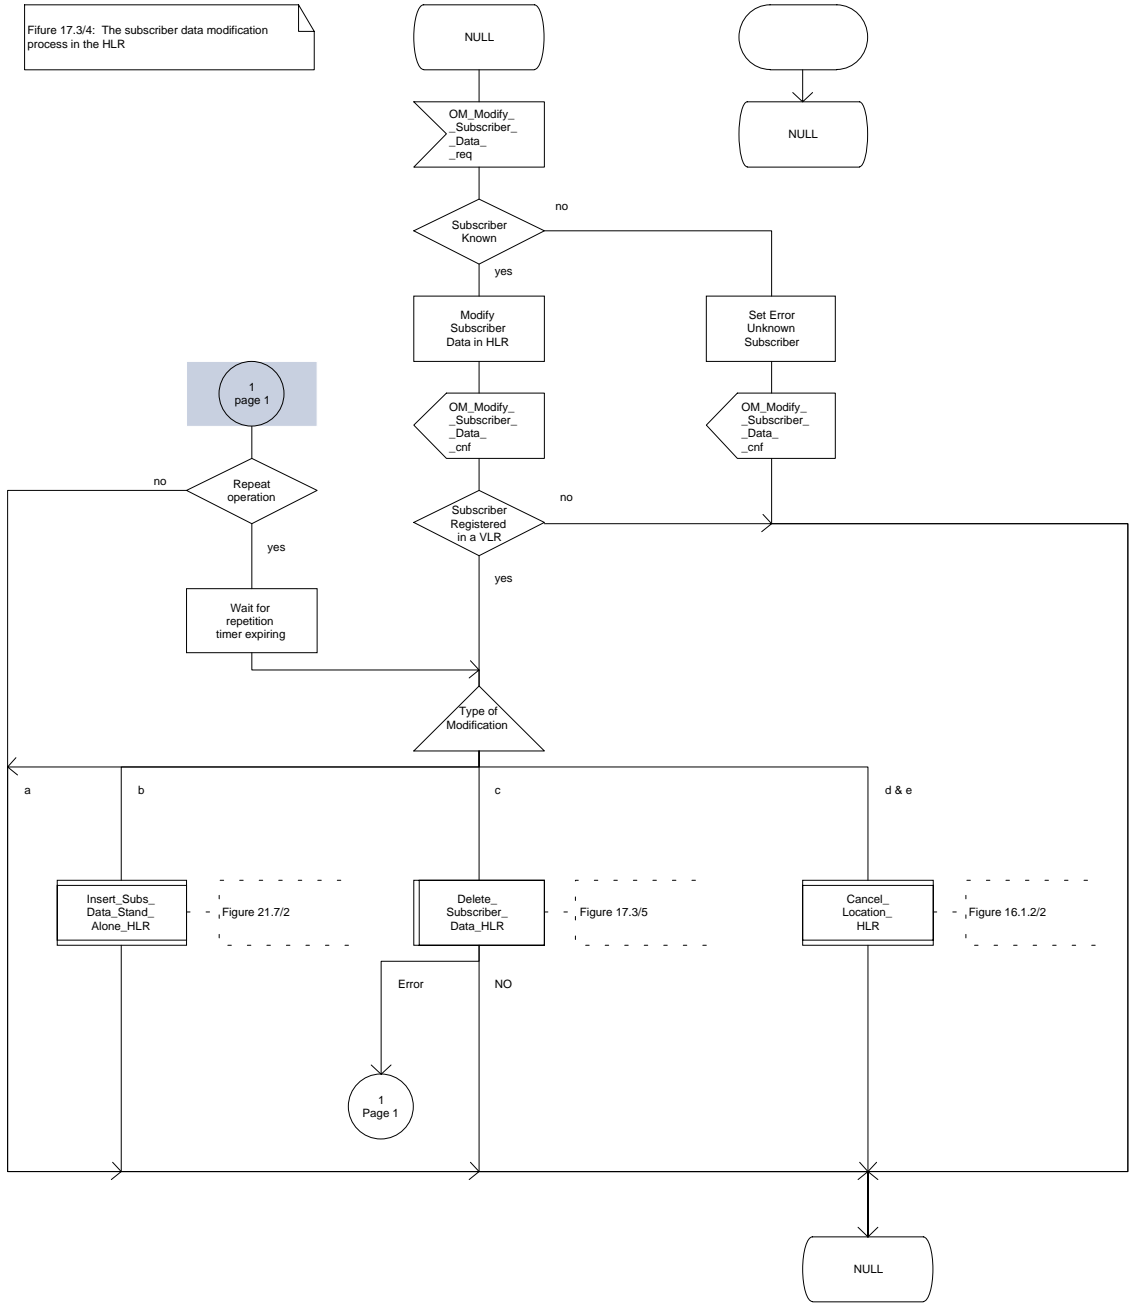 Fifure 17.3/4:  The subscriber data modification
process in the HLR
NULL
OM_Modify_
_Subscriber_
_Data_
_req
NULL
Subscriber
Known
no
yes
Modify
Subscriber
Data in HLR
Set Error
Unknown
Subscriber
1
page 1
OM_Modify_
_Subscriber_
_Data_
_cnf
OM_Modify_
_Subscriber_
_Data_
_cnf
Repeat
operation
no
yes
Subscriber
Registered
in a VLR
no
yes
Wait for
repetition
timer expiring
Type of
Modification
a
b
c
d & e
Insert_Subs_
Data_Stand_
Alone_HLR
Figure 21.7/2
Delete_
Subscriber_
Data_HLR
Figure 17.3/5
Cancel_
Location_
HLR
Figure 16.1.2/2
Error
NO
1
Page 1
NULL